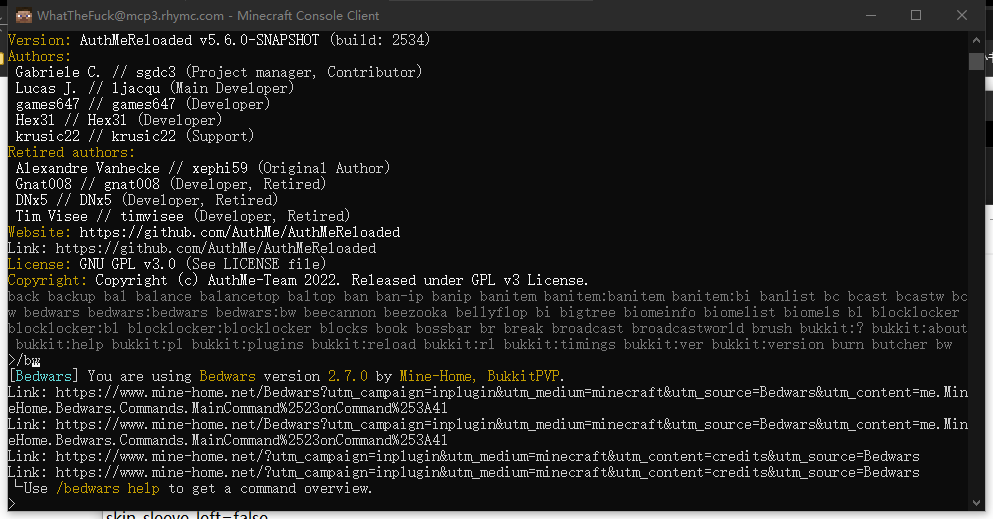 WhatTheFuck@mcp3.rhymc.com - Minecraft Console Client
Version: AuthMeReloaded v5.6.0-SNAPSHOT (build: 2534)
Authors:
Gabriele C. // sgdc3 (Project manager, Contributor)
Lucas J. // ljacqu (Main Developer)
games647 // games647 (Developer)
Hex3l // Hex3l (Developer)
krusic22 // krusic22 (Support)
Retired authors:
Alexandre Vanhecke // xephi59 (Original Author)
Gnat008 // gnat008 (Developer, Retired)
DNx5 // DNx5 (Developer, Retired)
Tim Visee // timvisee (Developer, Retired)
Website: https://github.com/AuthMe/AuthMeReloaded
Link: https://github.com/AuthMe/AuthMeReloaded
License: GNU GPL v3.0 (See LICENSE file)
Copyright: Copyright (c) AuthMe-Team 2022. Released under GPL v3 License.
back backup bal balance balancetop baltop ban ban-ip banip banitem banitem:banitem banitem:bi banlist bc bcast bcastw bc
w bedwars bedwars:bedwars bedwars:bw beecannon beezooka bellyflop bi bigtree biomeinfo biomelist biomels bl blocklocker
blocklocker:bl blocklocker:blocklocker blocks book bossbar br break broadcast broadcastworld brush bukkit:? bukkit:about
bukkit:help bukkit:pl bukkit:plugins bukkit:reload bukkit:rl bukkit:timings bukkit:ver bukkit:version burn butcher bw
>/bw
[Bedwars] You are using Bedwars version 2.7.0 by Mine-Home, BukkitPVP.
Link: https://www.mine-home.net/Bedwars?utm_campaign=inplugin&utm_medium=minecraft&utm_source=Bedwars&utm_content=me.Min
eHome.Bedwars.Commands.MainCommand%2523onCommand%253A41
Link: https://www.mine-home.net/Bedwars?utm_campaign=inplugin&utm_medium=minecraft&utm_source=Bedwars&utm_content=me.Min
eHome.Bedwars.Commands.MainCommand%2523onCommand%253A41
Link: https://www.mine-home.net/?utm_campaign=inplugin&utm_medium=minecraft&utm_content=credits&utm_source=Bedwars
Link: https://www.mine-home.net/?utm_campaign=inplugin&utm_medium=minecraft&utm_content=credits&utm_source=Bedwars
└Use /bedwars help to get a command overview.
>
skin_sleeve_left=false